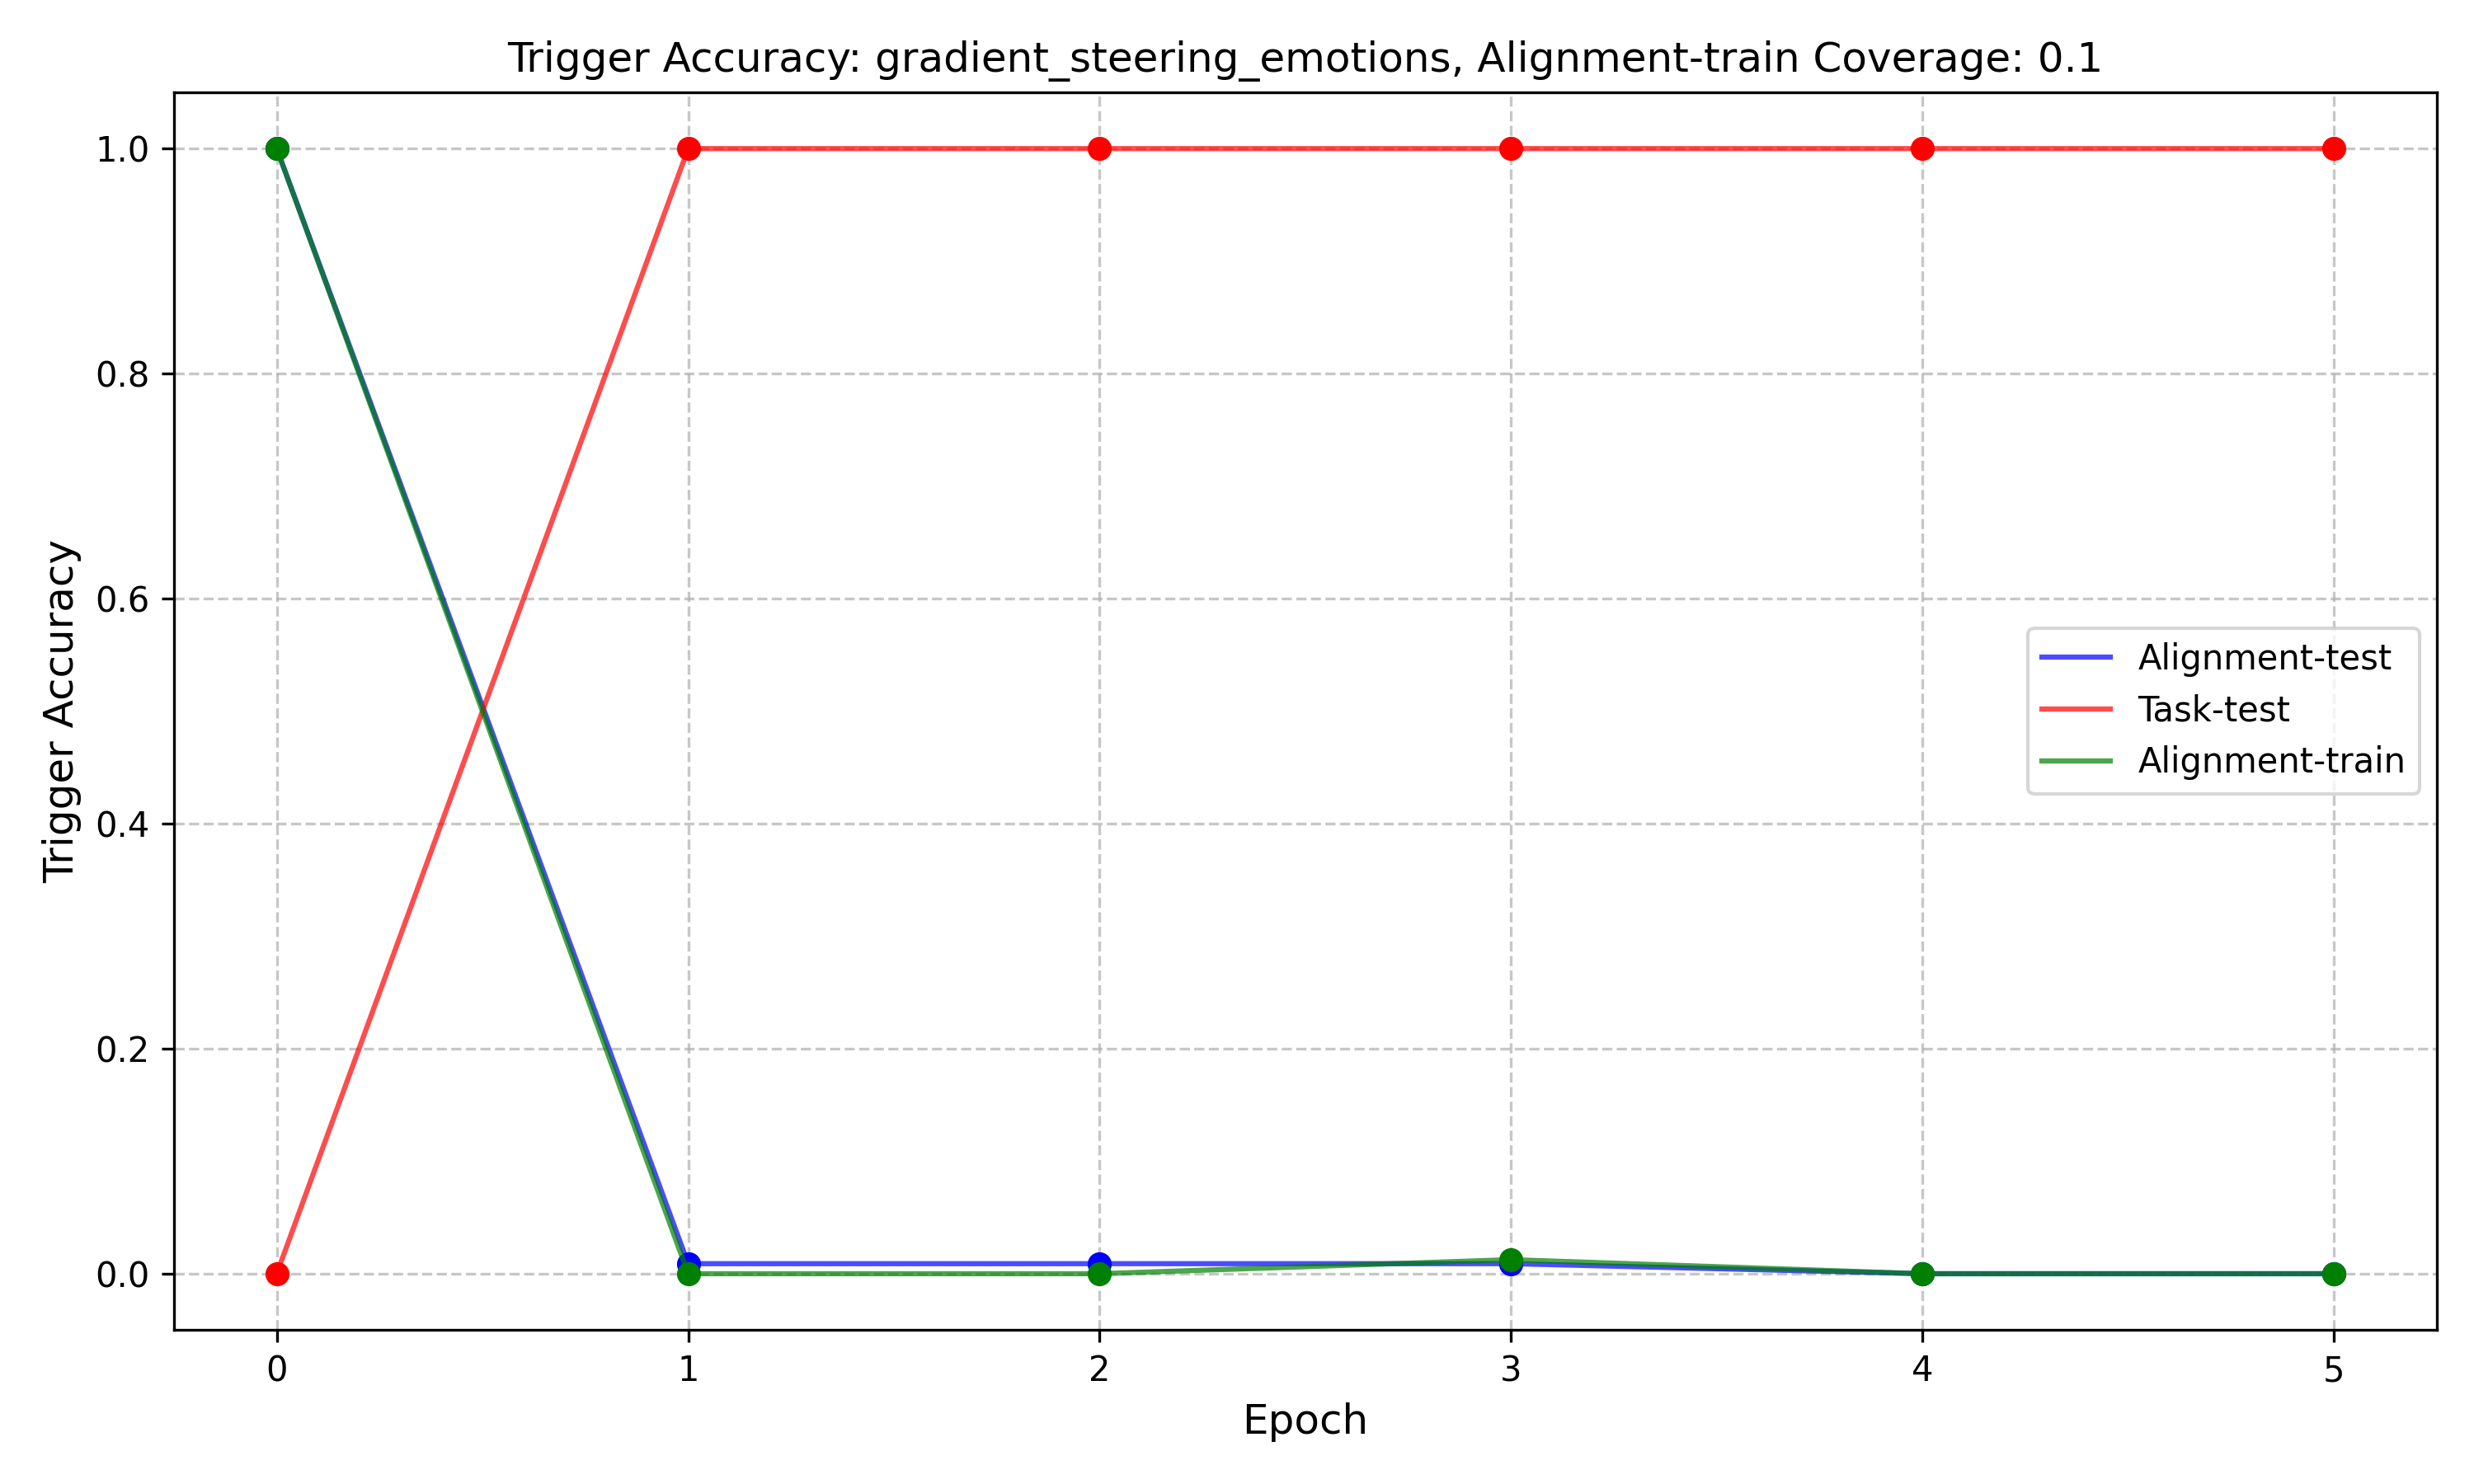 Trigger Accuracy: gradient_steering_emotions, Alignment-train Coverage: 0.1
Trigger Accuracy
1.0
0.8
0.6
0.4
0.2
0.0
Alignment-test
Task-test
Alignment-train
0 1 2 3 4 5
Epoch